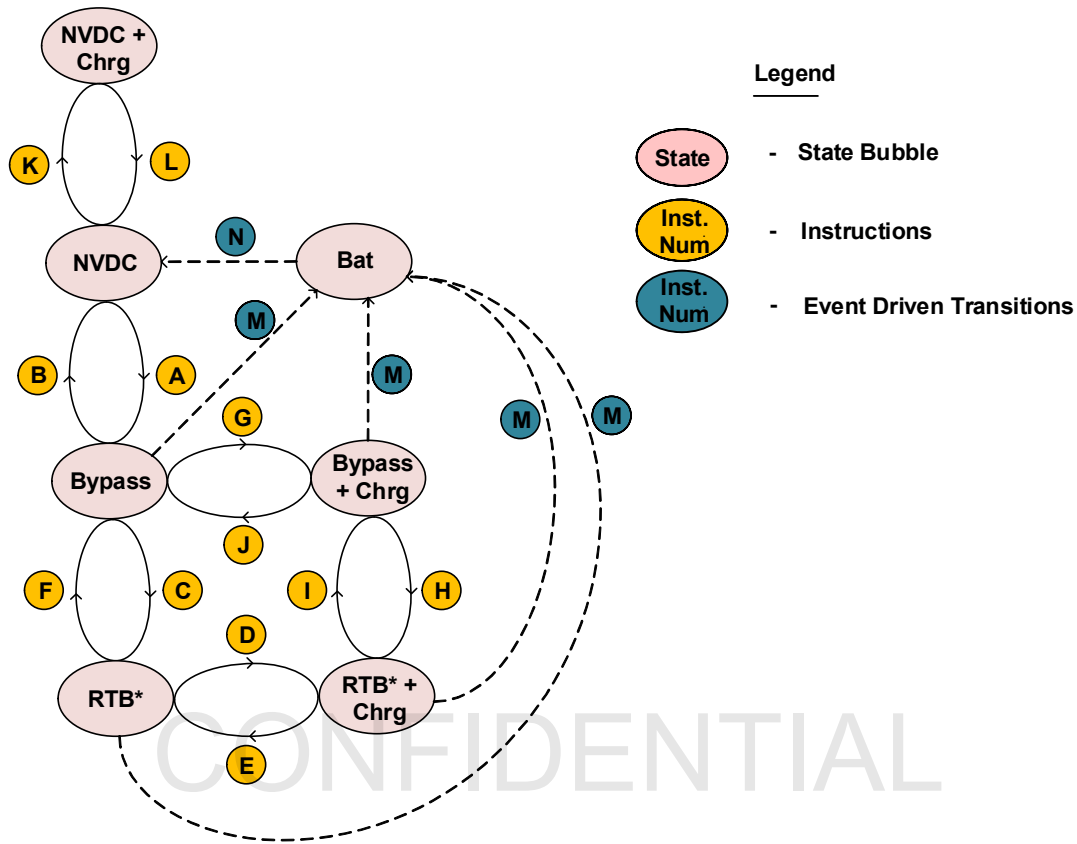 NVDC +
Chrg
Legend
K
L
State
- State Bubble
Inst.
Num
- Instructions
N
NVDC
Bat
Inst.
Num
- Event Driven Transitions
M
B
A
M
G
M
M
Bypass
Bypass
+ Chrg
J
F
C
I
H
D
RTB*
RTB* +
Chrg
E
CONFIDENTIAL